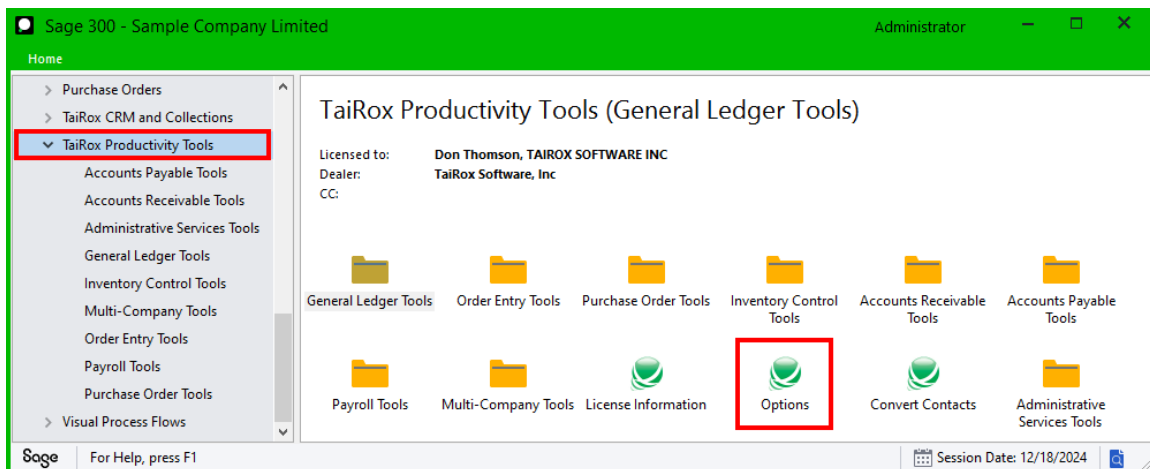 Sage 300 - Sample Company Limited
Administrator
Home
Purchase Orders
TaiRox CRM and Collections
TaiRox Productivity Tools
Accounts Payable Tools
Accounts Receivable Tools
Administrative Services Tools
General Ledger Tools
Inventory Control Tools
Multi-Company Tools
Order Entry Tools
Payroll Tools
Purchase Order Tools
Visual Process Flows
TaiRox Productivity Tools (General Ledger Tools)
Licensed to: Don Thomson, TAIROX SOFTWARE INC
Dealer: TaiRox Software, Inc
CC:
General Ledger Tools
Order Entry Tools
Purchase Order Tools
Inventory Control
Tools
Accounts Receivable
Tools
Accounts Payable
Tools
Payroll Tools
Multi-Company Tools
License Information
Options
Convert Contacts
Administrative
Services Tools
Sage
For Help, press F1
Session Date: 12/18/2024